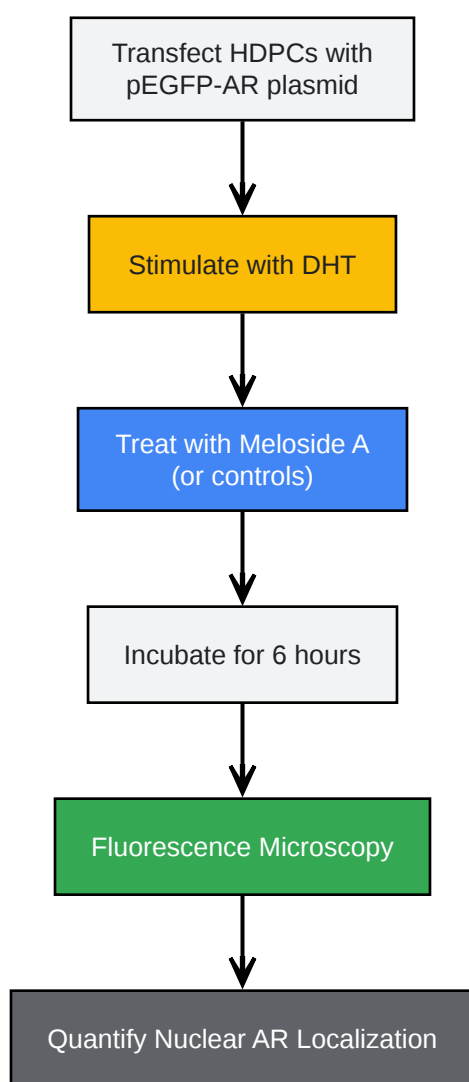 Transfect HDPCs with
pEGFP-AR plasmid
Stimulate with DHT
Treat with Meloside A
(or controls)
Incubate for 6 hours
Fluorescence Microscopy
Quantify Nuclear AR Localization